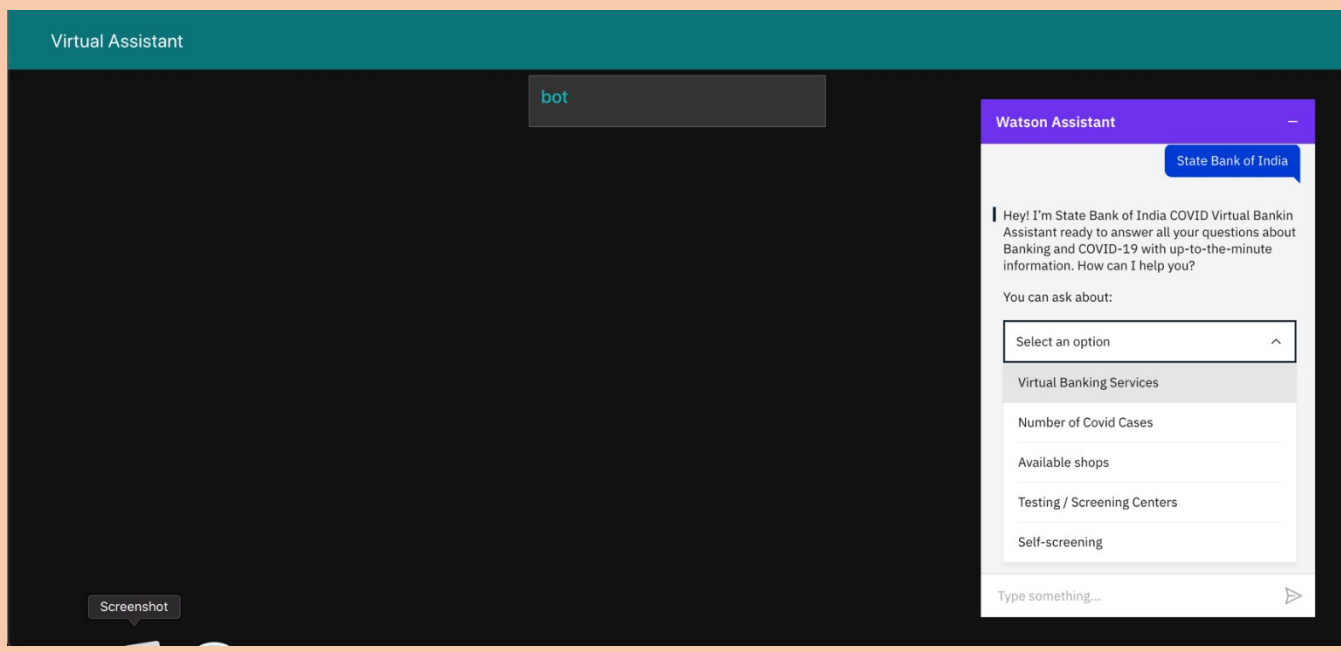 Virtual Assistant
bot
Watson Assistant
State Bank of India
Hey! I'm State Bank of India COVID Virtual Bankin
Assistant ready to answer all your questions about
Banking and COVID-19 with up-to-the-minute
information. How can I help you?
You can ask about:
Select an option
Virtual Banking Services
Number of Covid Cases
Available shops
Testing / Screening Centers
Self-screening
Type something...
Screenshot